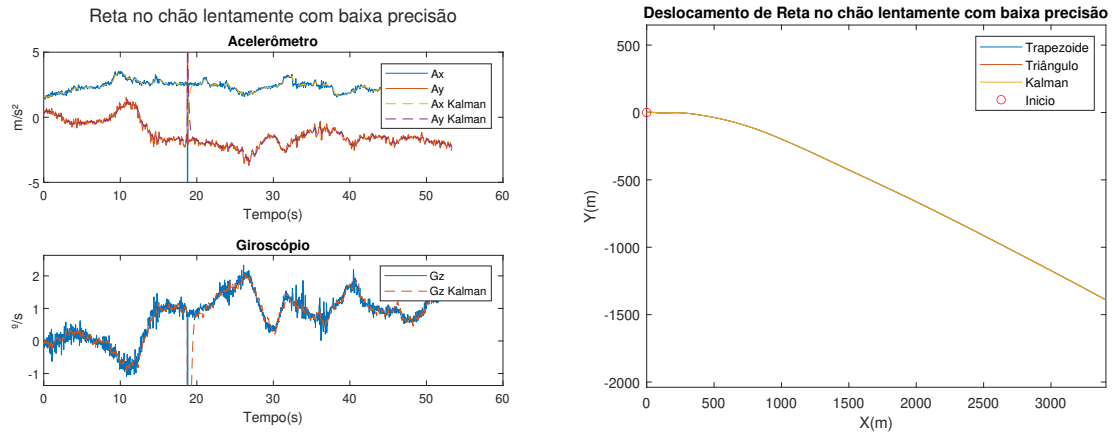 Reta no chão lentamente com baixa precisão
Acelerômetro
5
0
-5
m/s²
Ax
Ay
Ax Kalman
Ay Kalman
0 10 20 30 40 50 60
Tempo(s)
Giroscópio
2
1
0
-1
º/s
Gz
Gz Kalman
0 10 20 30 40 50 60
Tempo(s)
Deslocamento de Reta no chão lentamente com baixa precisão
500
0
-500
-1000
-1500
-2000
Y(m)
Trapezoide
Triângulo
Kalman
Inicio
0 500 1000 1500 2000 2500 3000
X(m)